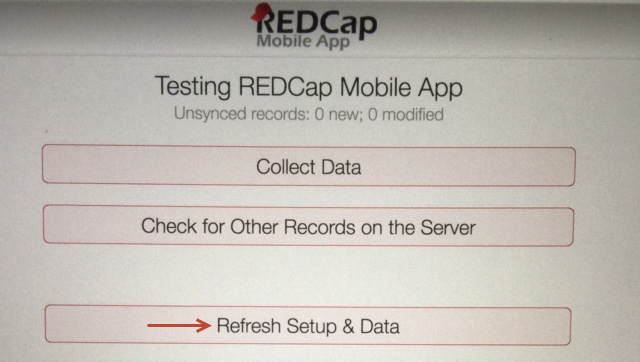 REDCap
Mobile App
Testing REDCap Mobile App
Unsynced records: 0 new; 0 modified
Collect Data
Check for Other Records on the Server
Refresh Setup & Data